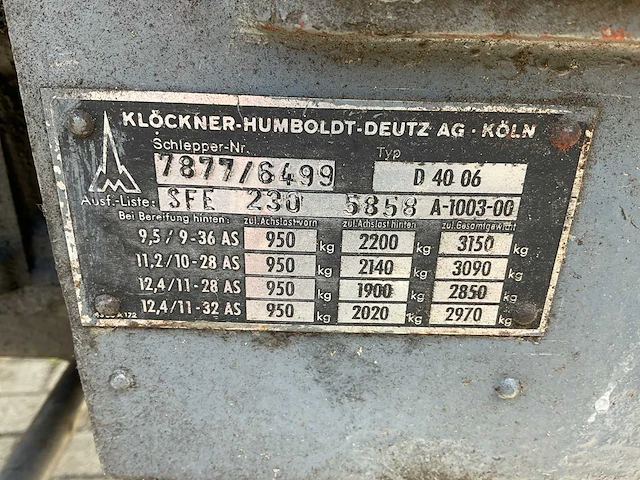 KLÖCKNER-HUMBOLDT-DEUTZ AG · KÖLN
Schlepper-Nr. Typ
7877/6499 D 40 06
Ausf.-Liste: SFE 230 5858 A-1003-00
Bei Bereifung hinten: zul. Achslast vorn zul. Achslast hinten zul. Gesamtgewicht
9,5/9-36 AS 950 kg 2200 kg 3150 kg
11,2/10-28 AS 950 kg 2140 kg 3090 kg
12,4/11-28 AS 950 kg 1900 kg 2850 kg
12,4/11-32 AS 950 kg 2020 kg 2970 kg